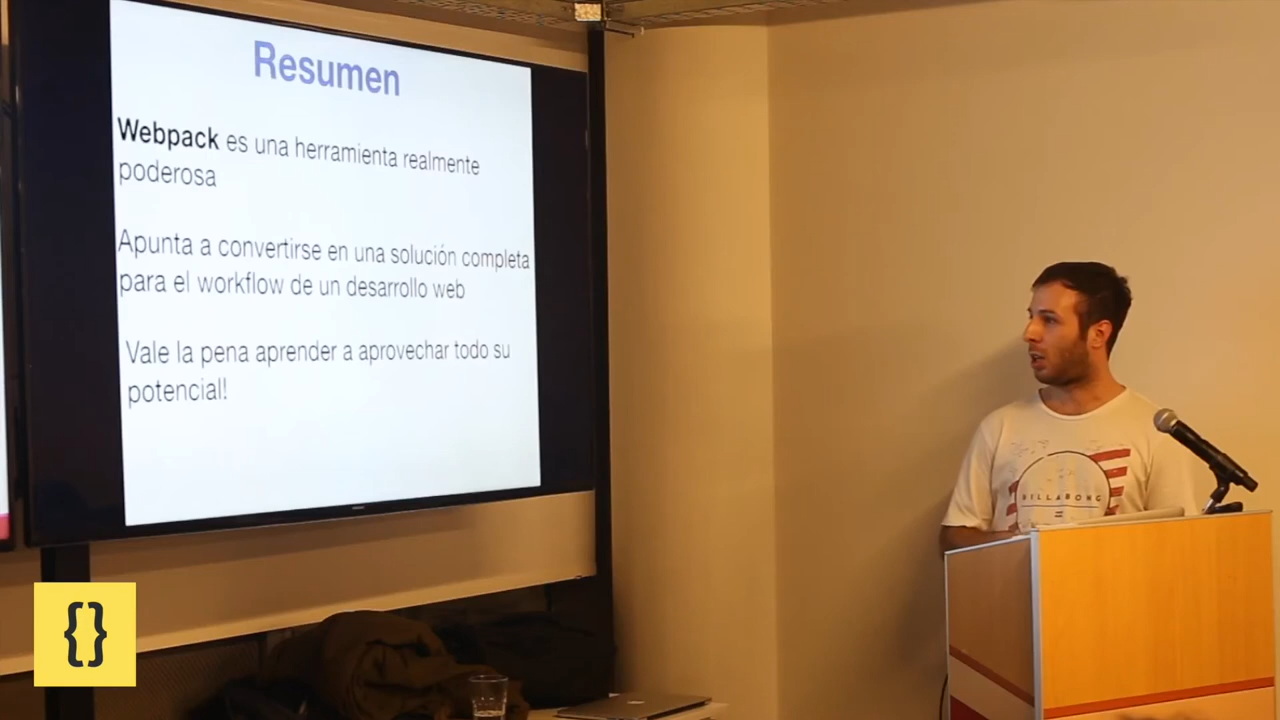 Resumen
Webpack es una herramienta realmente
poderosa
Apunta a convertirse en una solución completa
para el workflow de un desarrollo web
Vale la pena aprender a aprovechar todo su
potencial!
BILLABONG
{}